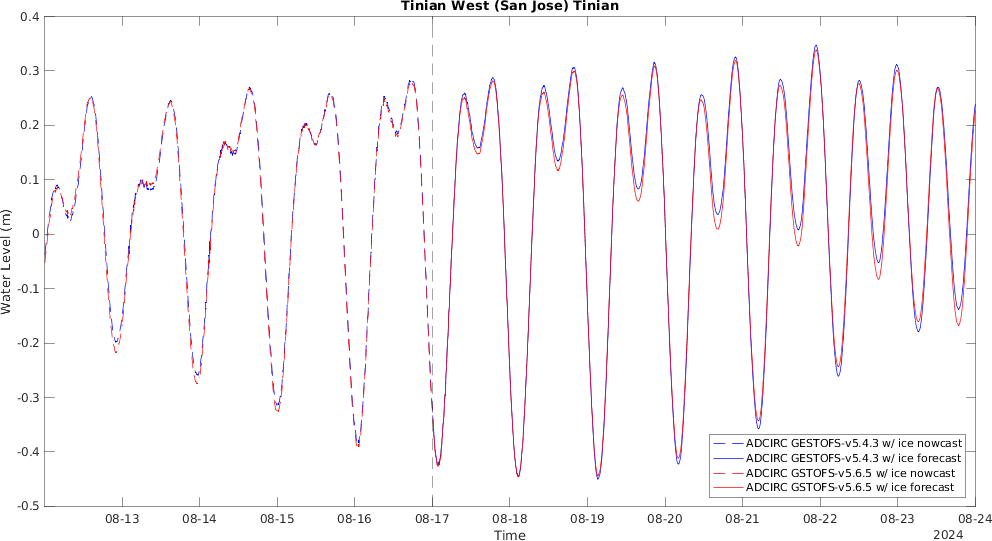 Tinian West (San Jose) Tinian
0.4
0.3
0.2
0.1
0
-0.1
-0.2
-0.3
-0.4
-0.5
Water Level (m)
ADCIRC GESTOFS-v5.4.3 w/ ice nowcast
ADCIRC GESTOFS-v5.4.3 w/ ice forecast
ADCIRC GSTOFS-v5.6.5 w/ ice nowcast
ADCIRC GSTOFS-v5.6.5 w/ ice forecast
08-13 08-14 08-15 08-16 08-17 08-18 08-19 08-20 08-21 08-22 08-23 08-24
Time
2024